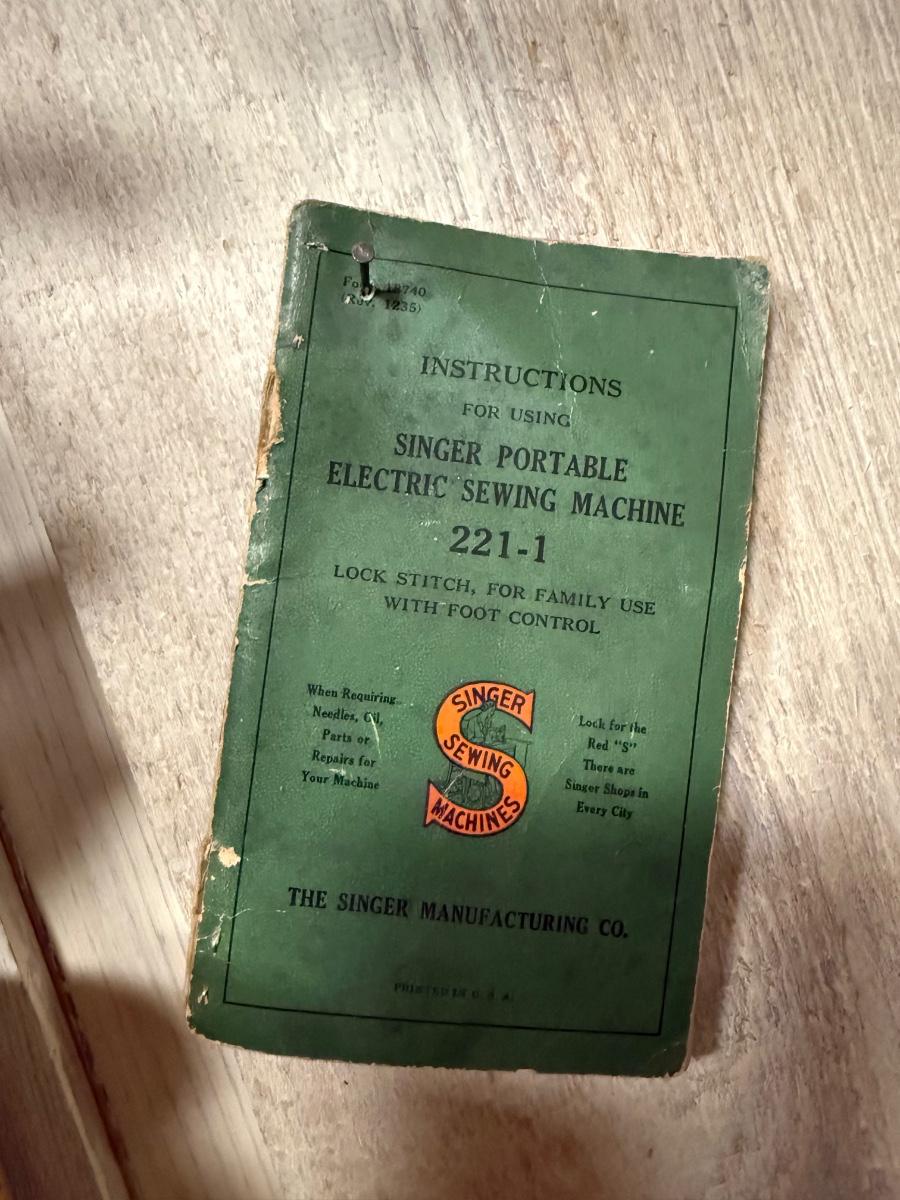 18740
(Rev. 1235)
INSTRUCTIONS
FOR USING
SINGER PORTABLE
ELECTRIC SEWING MACHINE
221-1
LOCK STITCH, FOR FAMILY USE
WITH FOOT CONTROL
When Requiring
Needles, Oil,
Parts or
Repairs for
Your Machine
SINGER
SEWING
MACHINES
Look for the
Red "S"
There are
Singer Shops in
Every City
THE SINGER MANUFACTURING CO.
PRINTED IN U. S. A.